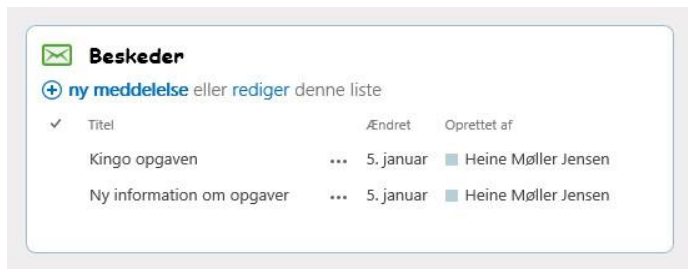 Beskeder
ny meddelelse eller rediger denne liste
Titel Ændret Oprettet af
Kingo opgaven ... 5. januar Heine Møller Jensen
Ny information om opgaver ... 5. januar Heine Møller Jensen